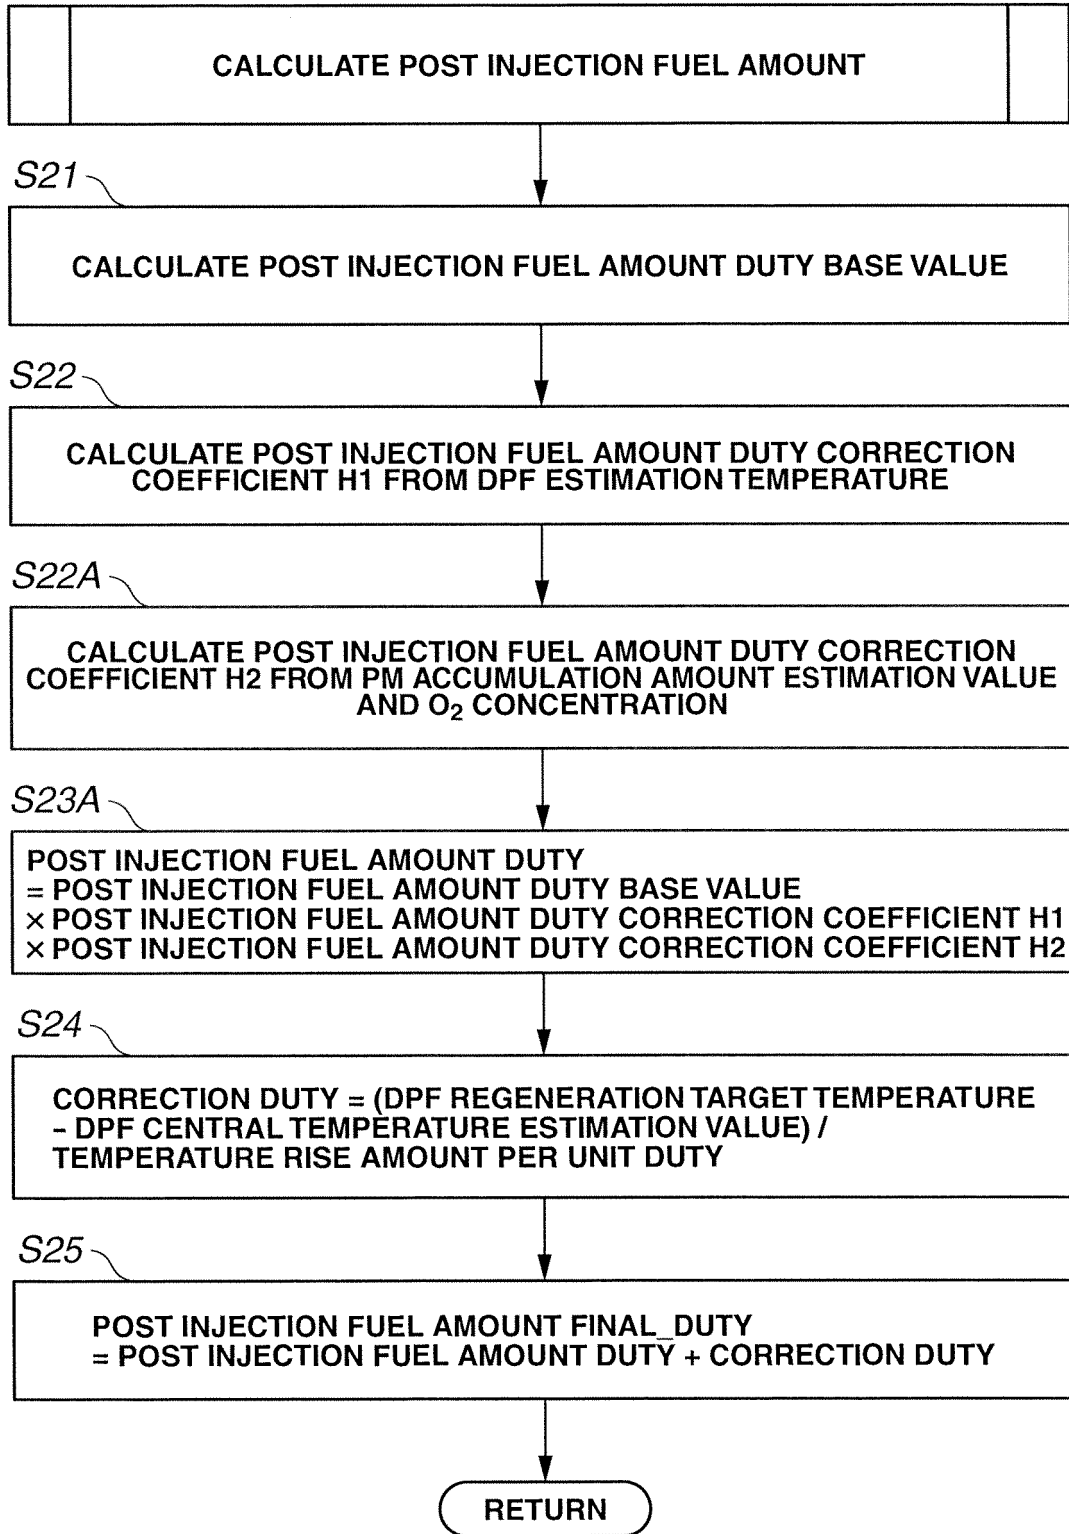 CALCULATE POST INJECTION FUEL AMOUNT
S21
CALCULATE POST INJECTION FUEL AMOUNT DUTY BASE VALUE
S22
CALCULATE POST INJECTION FUEL AMOUNT DUTY CORRECTION
COEFFICIENT H1 FROM DPF ESTIMATION TEMPERATURE
S22A
CALCULATE POST INJECTION FUEL AMOUNT DUTY CORRECTION
COEFFICIENT H2 FROM PM ACCUMULATION AMOUNT ESTIMATION VALUE
AND O₂ CONCENTRATION
S23A
POST INJECTION FUEL AMOUNT DUTY
= POST INJECTION FUEL AMOUNT DUTY BASE VALUE
× POST INJECTION FUEL AMOUNT DUTY CORRECTION COEFFICIENT H1
× POST INJECTION FUEL AMOUNT DUTY CORRECTION COEFFICIENT H2
S24
CORRECTION DUTY = (DPF REGENERATION TARGET TEMPERATURE
– DPF CENTRAL TEMPERATURE ESTIMATION VALUE) /
TEMPERATURE RISE AMOUNT PER UNIT DUTY
S25
POST INJECTION FUEL AMOUNT FINAL_DUTY
= POST INJECTION FUEL AMOUNT DUTY + CORRECTION DUTY
RETURN